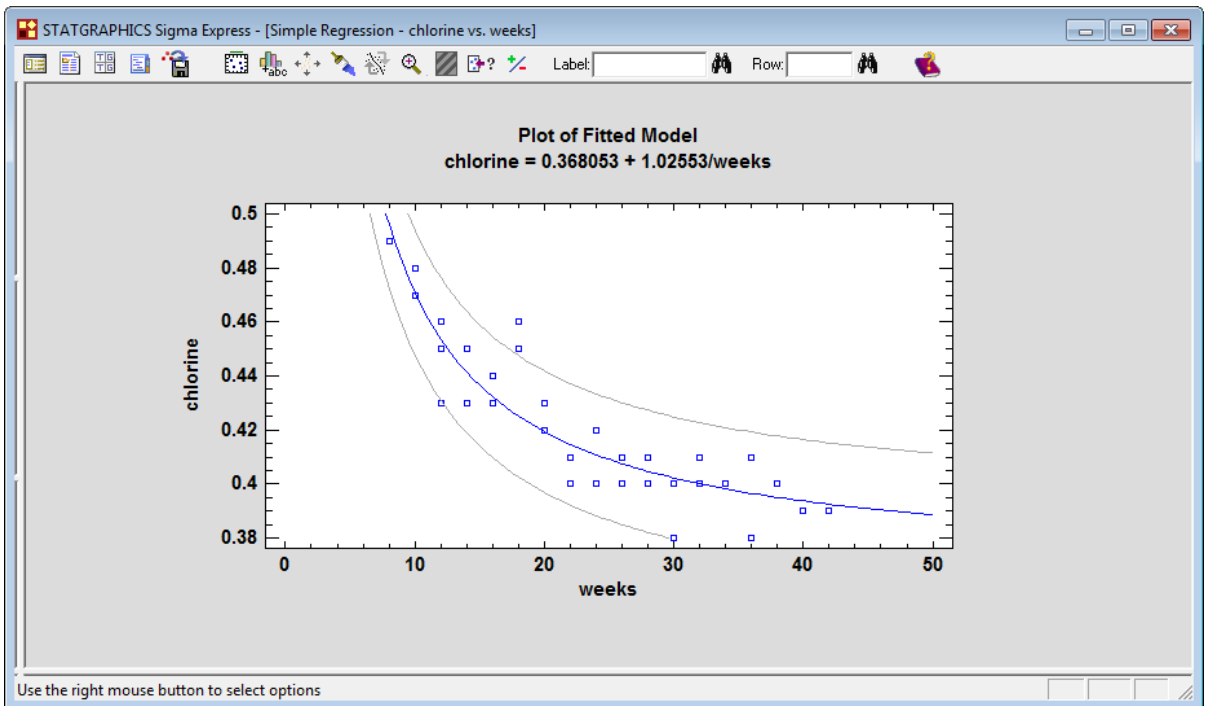 STATGRAPHICS Sigma Express - [Simple Regression - chlorine vs. weeks]
abc ? Label: Row:
Plot of Fitted Model
chlorine = 0.368053 + 1.02553/weeks
0.5
0.48
0.46
0.44
0.42
0.4
0.38
chlorine
0 10 20 30 40 50
weeks
Use the right mouse button to select options